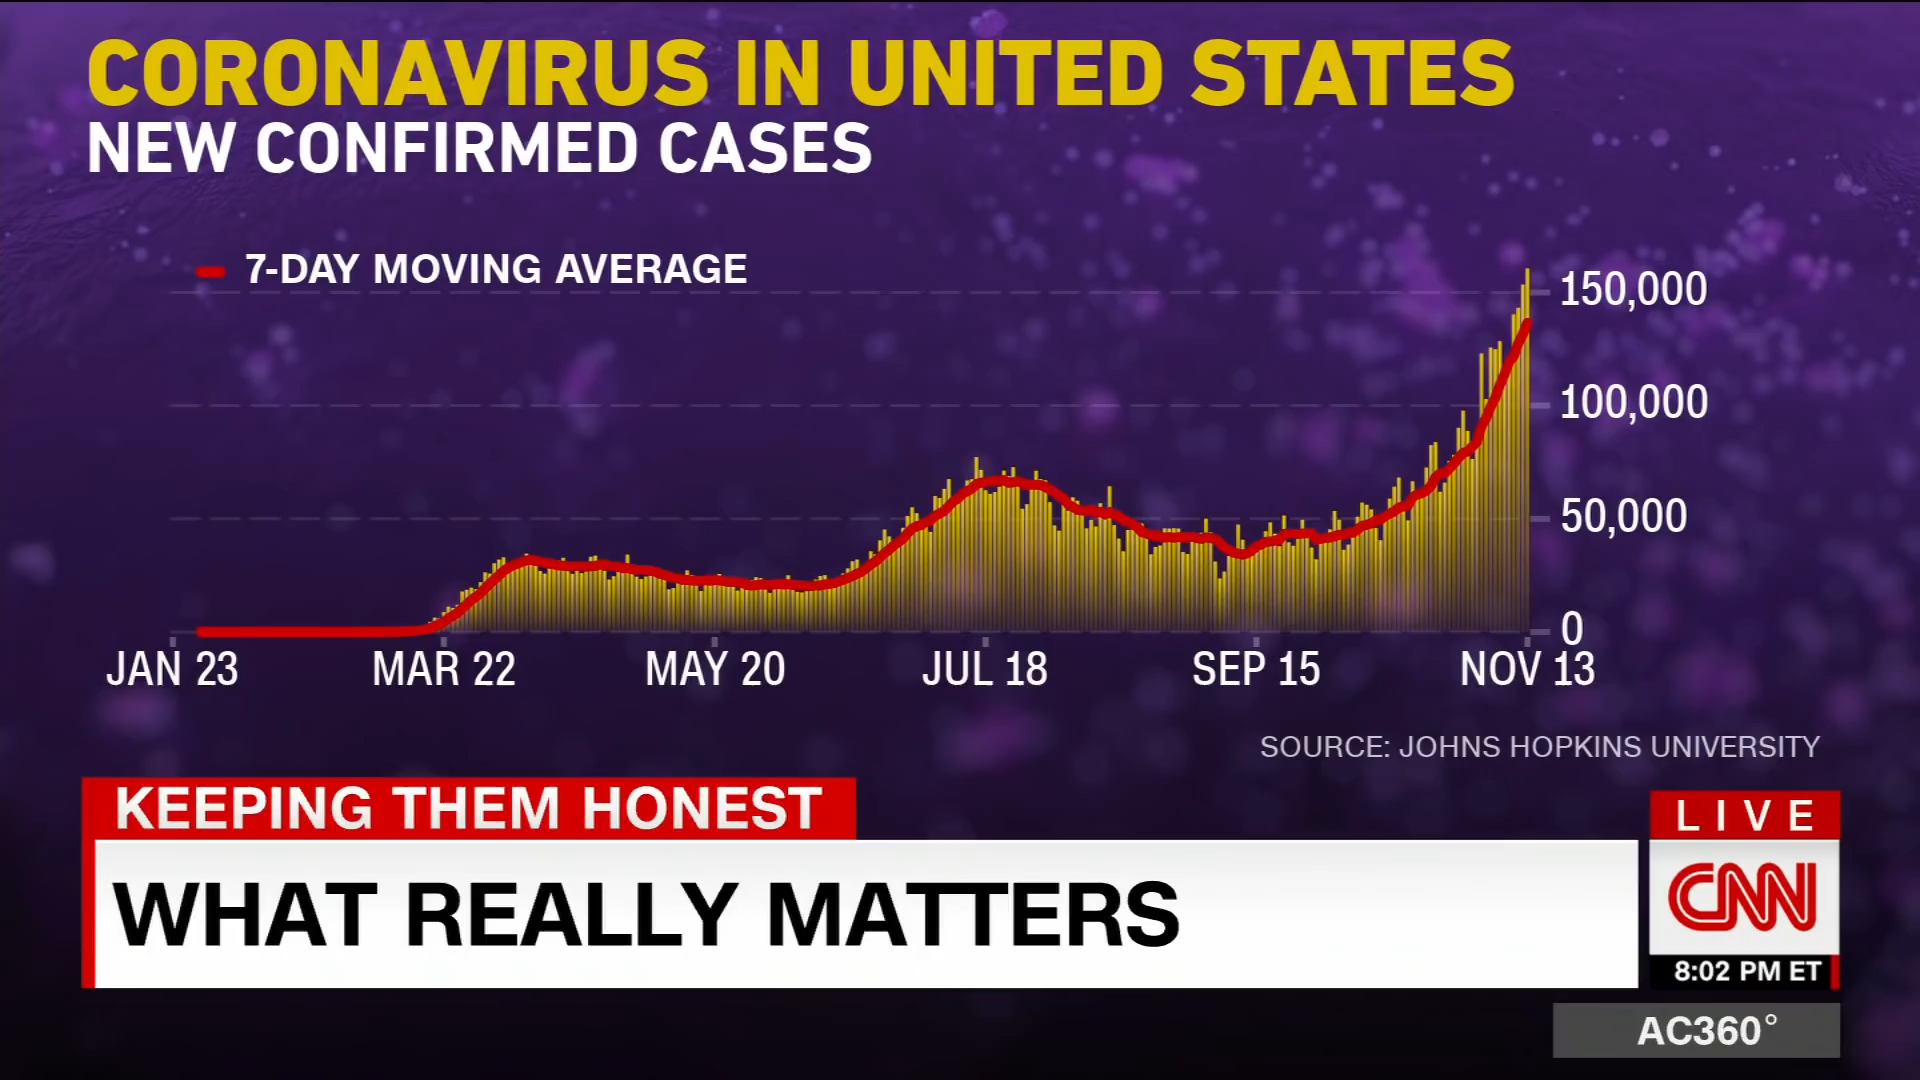 CORONAVIRUS IN UNITED STATES
NEW CONFIRMED CASES
7-DAY MOVING AVERAGE
150,000
100,000
50,000
0
JAN 23 MAR 22 MAY 20 JUL 18 SEP 15 NOV 13
SOURCE: JOHNS HOPKINS UNIVERSITY
KEEPING THEM HONEST
WHAT REALLY MATTERS
LIVE
CNN
8:02 PM ET
AC360°